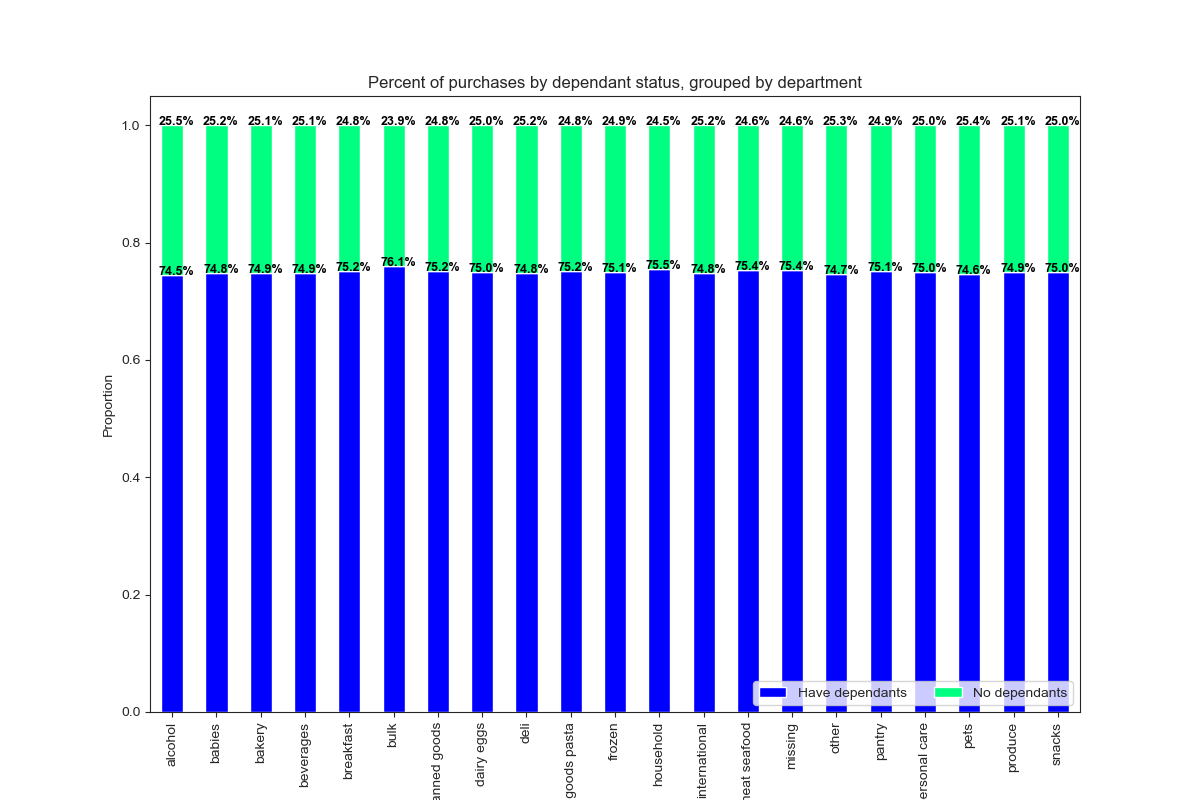 Percent of purchases by dependant status, grouped by department
25.5% 25.2% 25.1% 25.1% 24.8% 23.9% 24.8% 25.0% 25.2% 24.8% 24.9% 24.5% 25.2% 24.6% 24.6% 25.3% 24.9% 25.0% 25.4% 25.1% 25.0%
1.0
0.8
74.5% 74.8% 74.9% 74.9% 75.2% 76.1% 75.2% 75.0% 74.8% 75.2% 75.1% 75.5% 74.8% 75.4% 75.4% 74.7% 75.1% 75.0% 74.6% 74.9% 75.0%
0.6
Proportion
0.4
0.2
Have dependants No dependants
0.0
alcohol
babies
bakery
beverages
breakfast
bulk
anned goods
dairy eggs
deli
goods pasta
frozen
household
international
neat seafood
missing
other
pantry
ersonal care
pets
produce
snacks